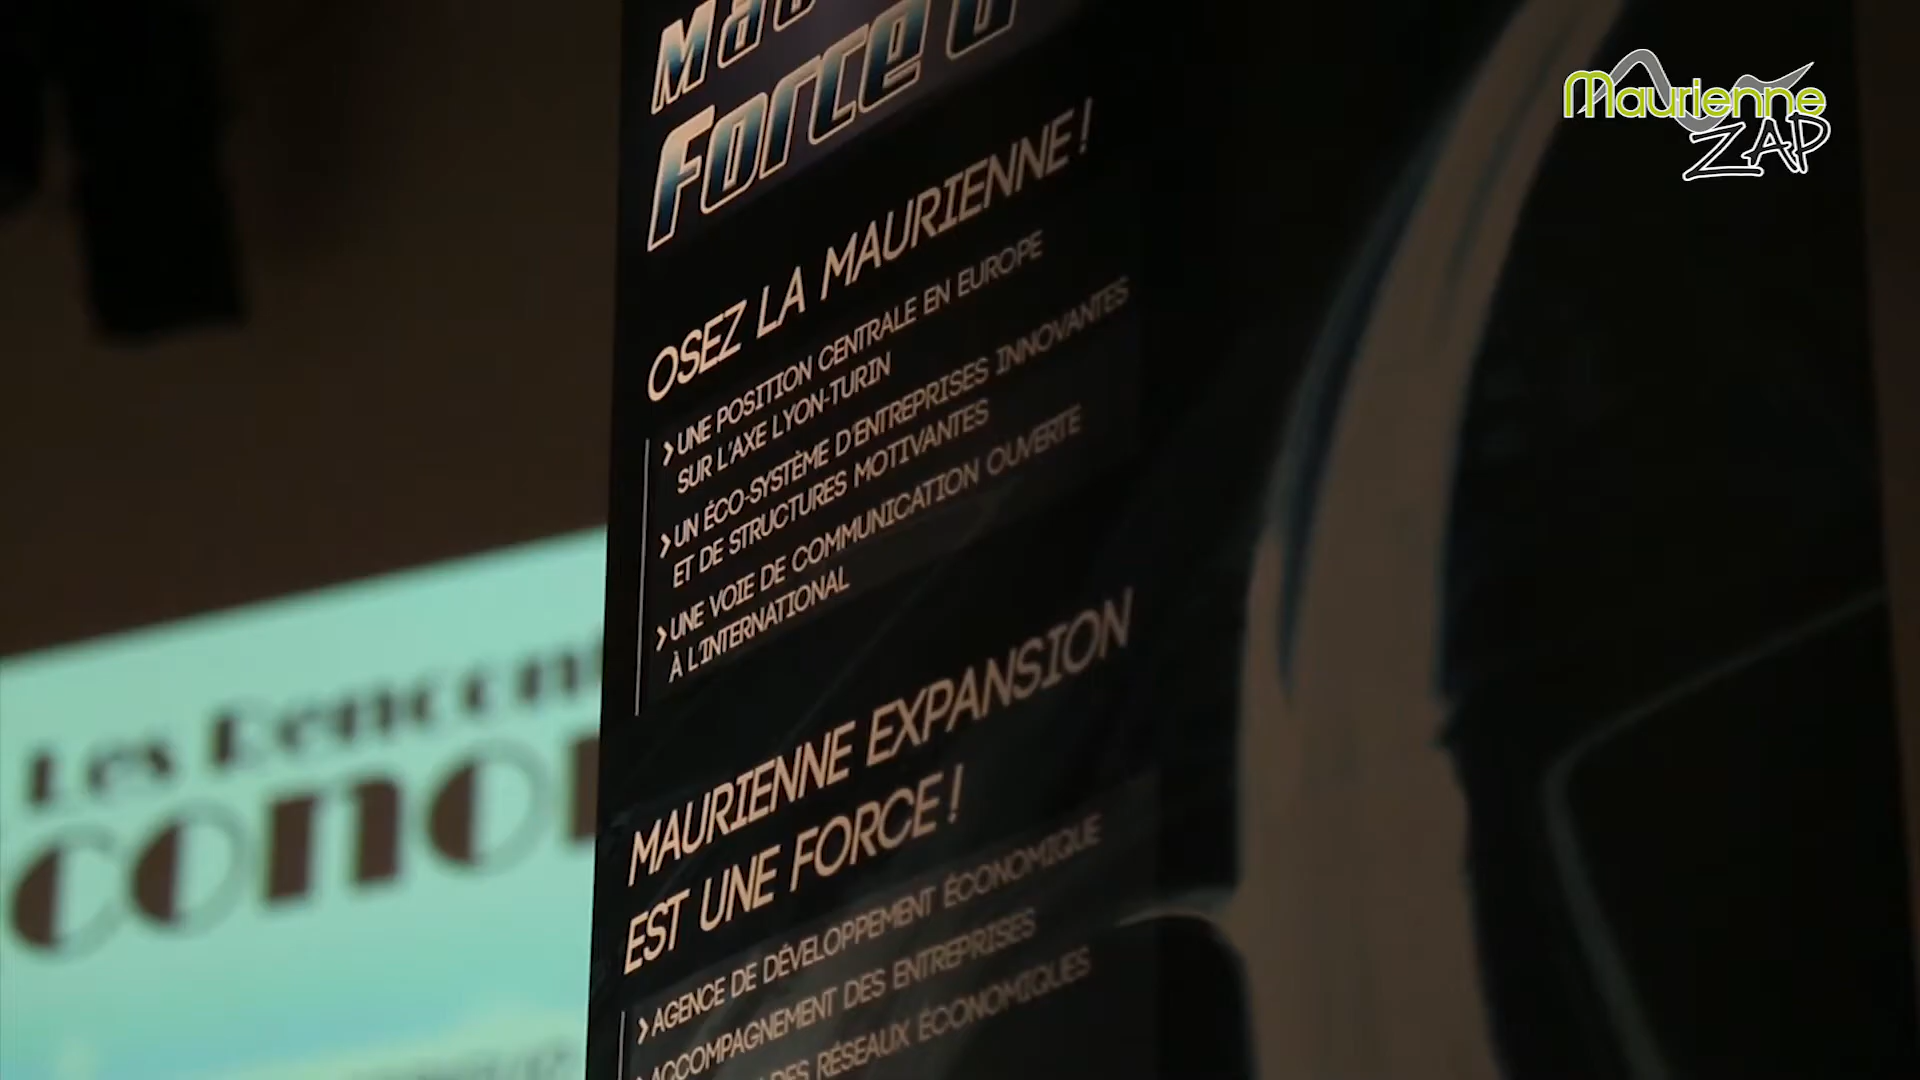 Maurienne
ZAP
Force
OSEZ LA MAURIENNE !
> UNE POSITION CENTRALE EN EUROPE
SUR L'AXE LYON-TURIN
> UN ÉCO-SYSTÈME D'ENTREPRISES INNOVANTES
ET DE STRUCTURES MOTIVANTES
> UNE VOIE DE COMMUNICATION OUVERTE
À L'INTERNATIONAL
MAURIENNE EXPANSION
EST UNE FORCE !
> AGENCE DE DÉVELOPPEMENT ÉCONOMIQUE
> ACCOMPAGNEMENT DES ENTREPRISES
DES RÉSEAUX ÉCONOMIQUES
Les